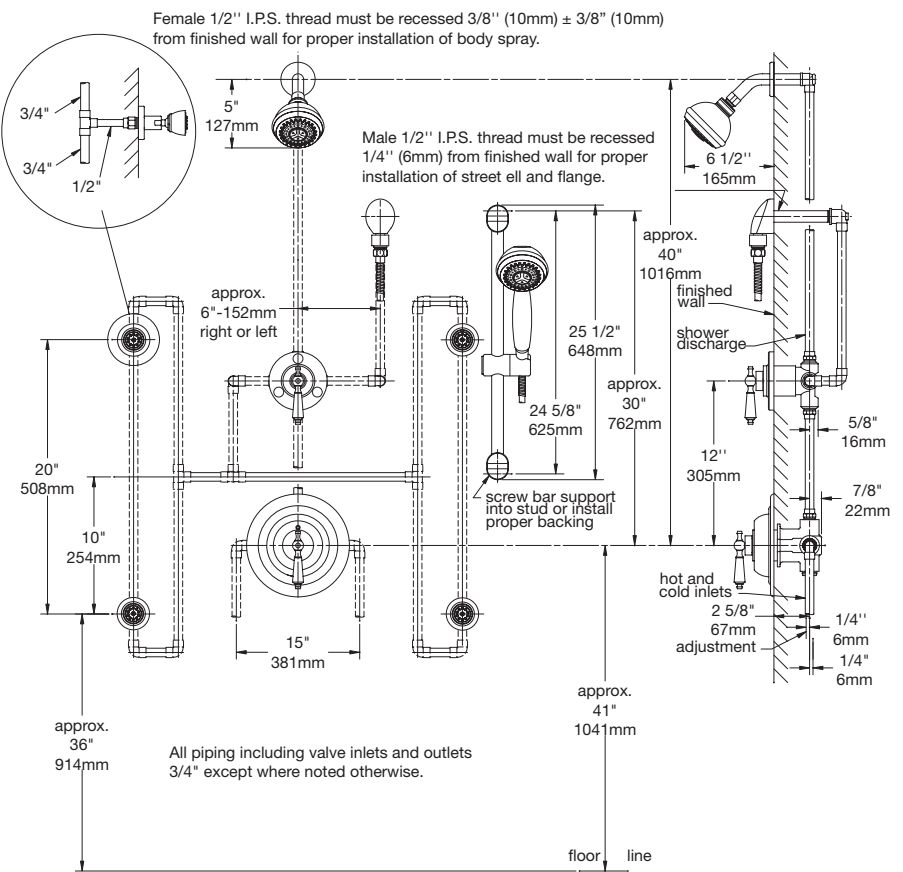 Female 1/2'' I.P.S. thread must be recessed 3/8'' (10mm) ± 3/8” (10mm)
from finished wall for proper installation of body spray.
3/4"
3/4"
1/2"
5"
127mm
Male 1/2'' I.P.S. thread must be recessed
1/4'' (6mm) from finished wall for proper
installation of street ell and flange.
6 1/2''
165mm
approx.
40"
1016mm
approx.
6"-152mm
right or left
finished
wall
shower
discharge
25 1/2"
648mm
approx.
30"
762mm
24 5/8"
625mm
screw bar support
into stud or install
proper backing
5/8"
16mm
12''
305mm
7/8"
22mm
20"
508mm
10"
254mm
hot and
cold inlets
2 5/8"
67mm
adjustment
1/4''
6mm
1/4"
6mm
15"
381mm
approx.
36"
914mm
approx.
41"
1041mm
All piping including valve inlets and outlets
3/4" except where noted otherwise.
floor line